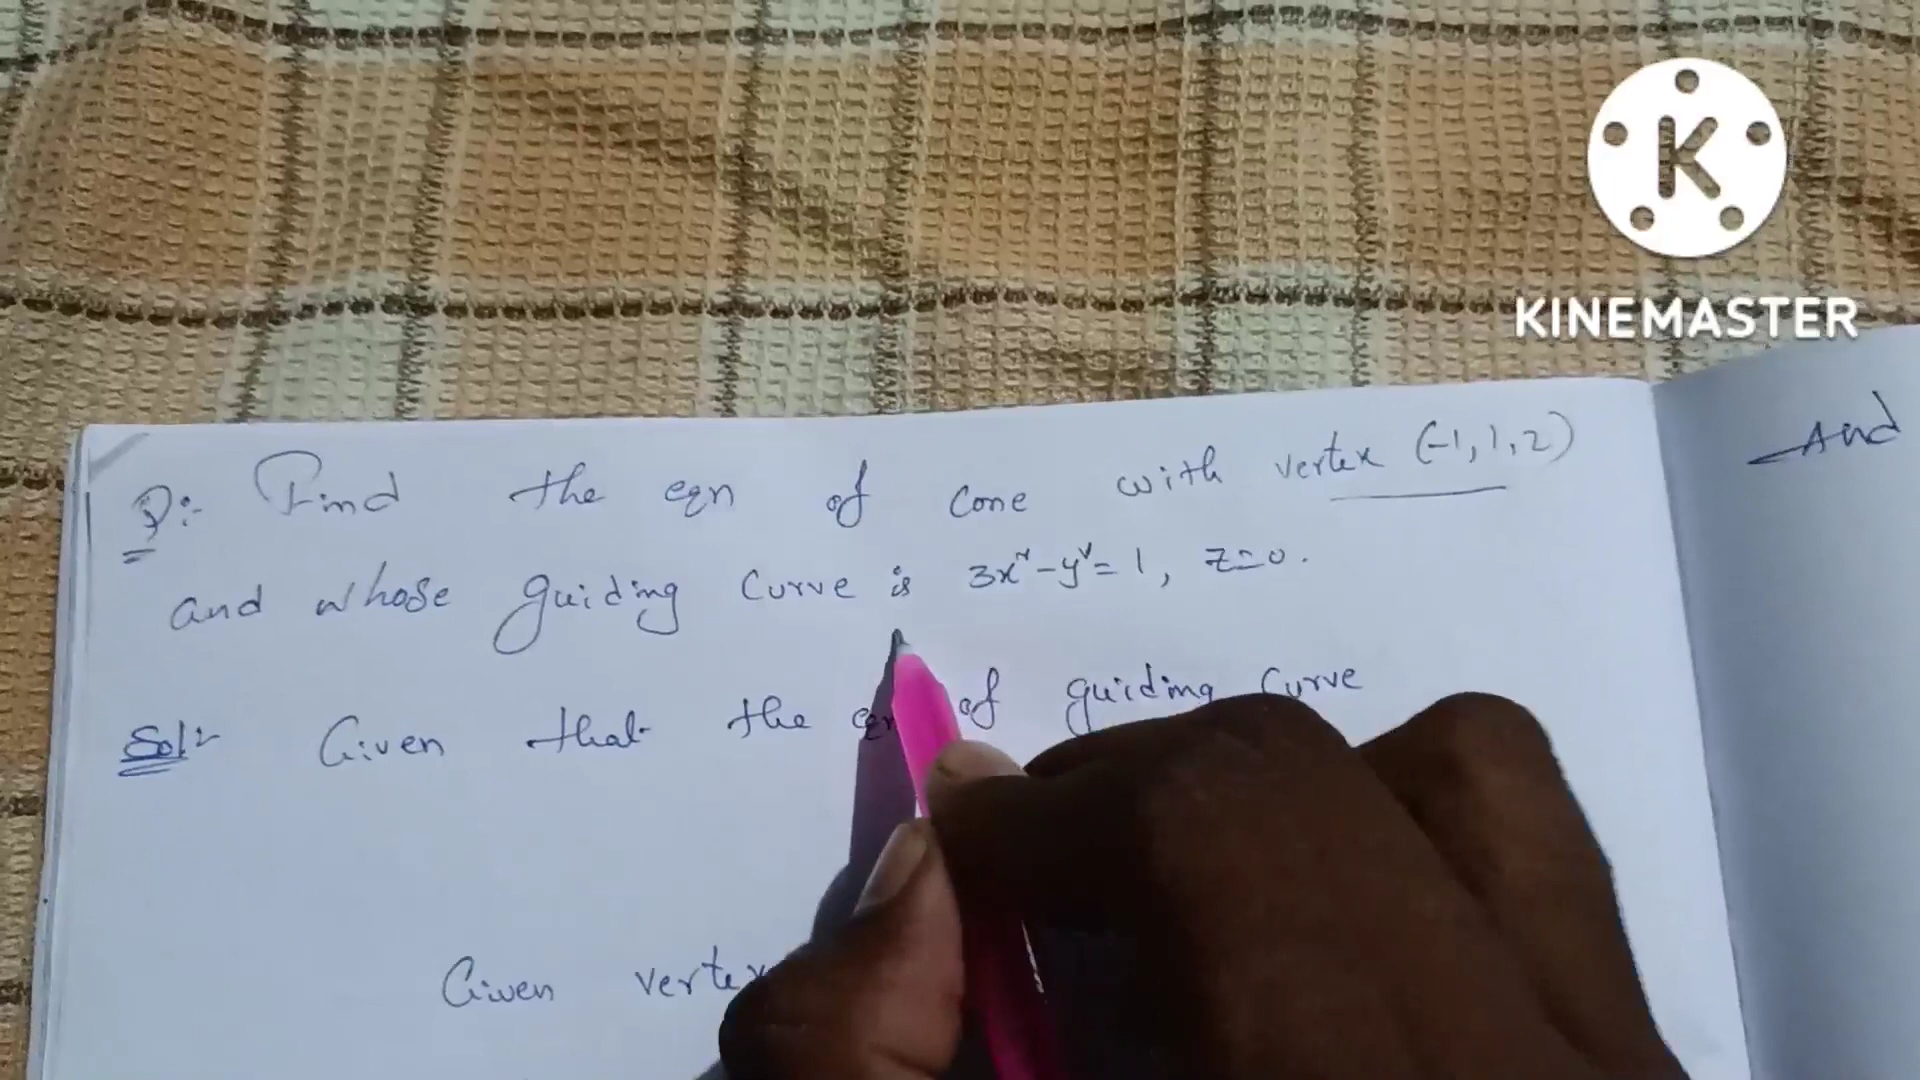 K
KINEMASTER
Q:- Find the eqn of cone with vertex (-1, 1, 2)
and whose guiding curve is 3x²-y²=1, z=0.
Sol:- Given that the of guiding curve
Given vertex
And